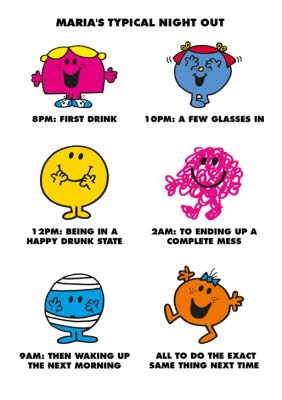 MARIA'S TYPICAL NIGHT OUT
8PM: FIRST DRINK
10PM: A FEW GLASSES IN
12PM: BEING IN A
HAPPY DRUNK STATE
2AM: TO ENDING UP A
COMPLETE MESS
9AM: THEN WAKING UP
THE NEXT MORNING
ALL TO DO THE EXACT
SAME THING NEXT TIME